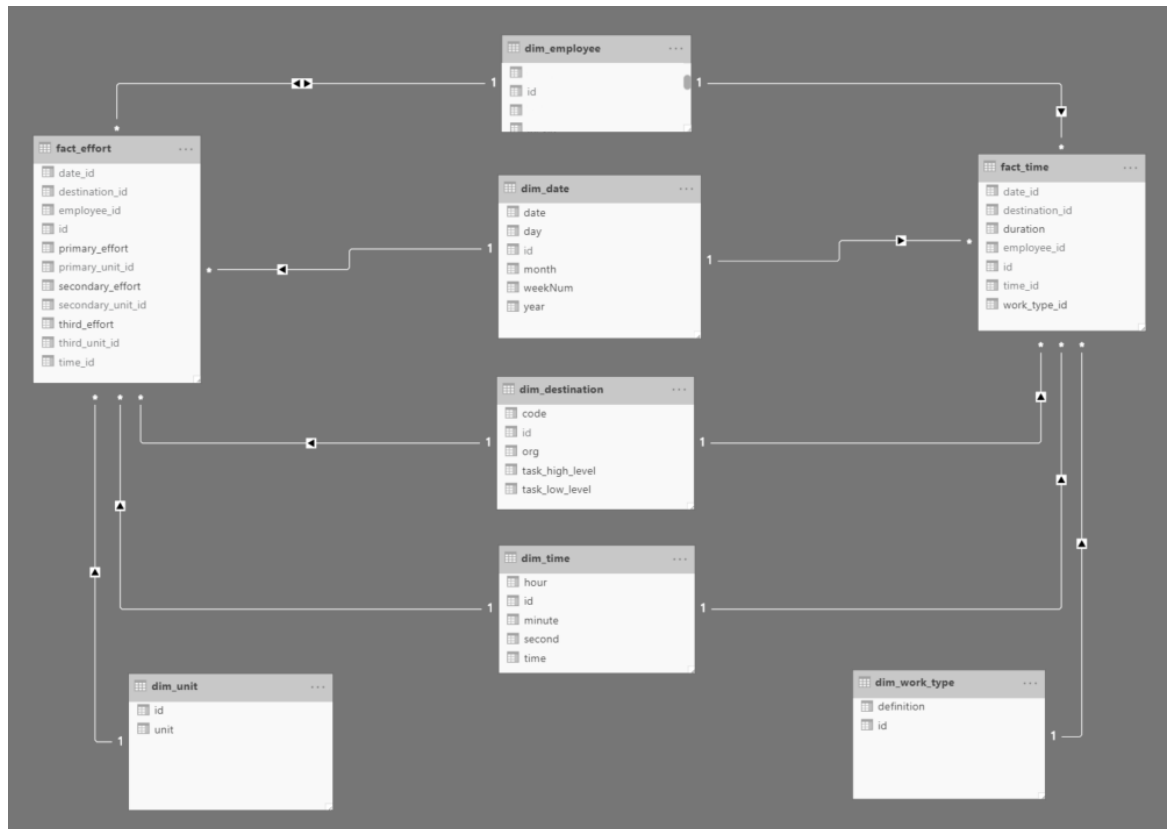 dim_employee
id
1
1
*
*
fact_effort
date_id
destination_id
employee_id
id
primary_effort
primary_unit_id
secondary_effort
secondary_unit_id
third_effort
third_unit_id
time_id
dim_date
date
day
id
month
weekNum
year
1
1
*
*
fact_time
date_id
destination_id
duration
employee_id
id
time_id
work_type_id
* * *
* * *
dim_destination
code
id
org
task_high_level
task_low_level
1
1
dim_time
hour
id
minute
second
time
1
1
dim_unit
id
unit
1
dim_work_type
definition
id
1